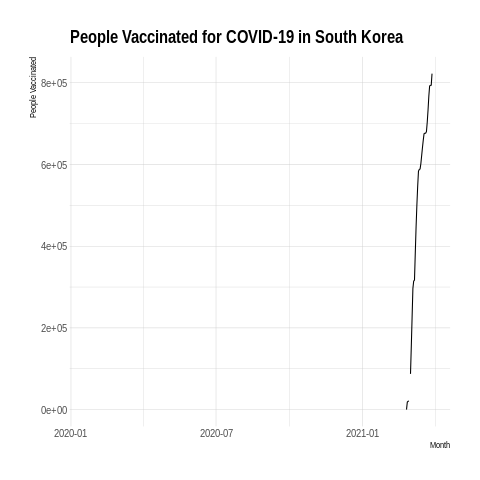 People Vaccinated for COVID-19 in South Korea
People Vaccinated
8e+05
6e+05
4e+05
2e+05
0e+00
2020-01
2020-07
2021-01
Month